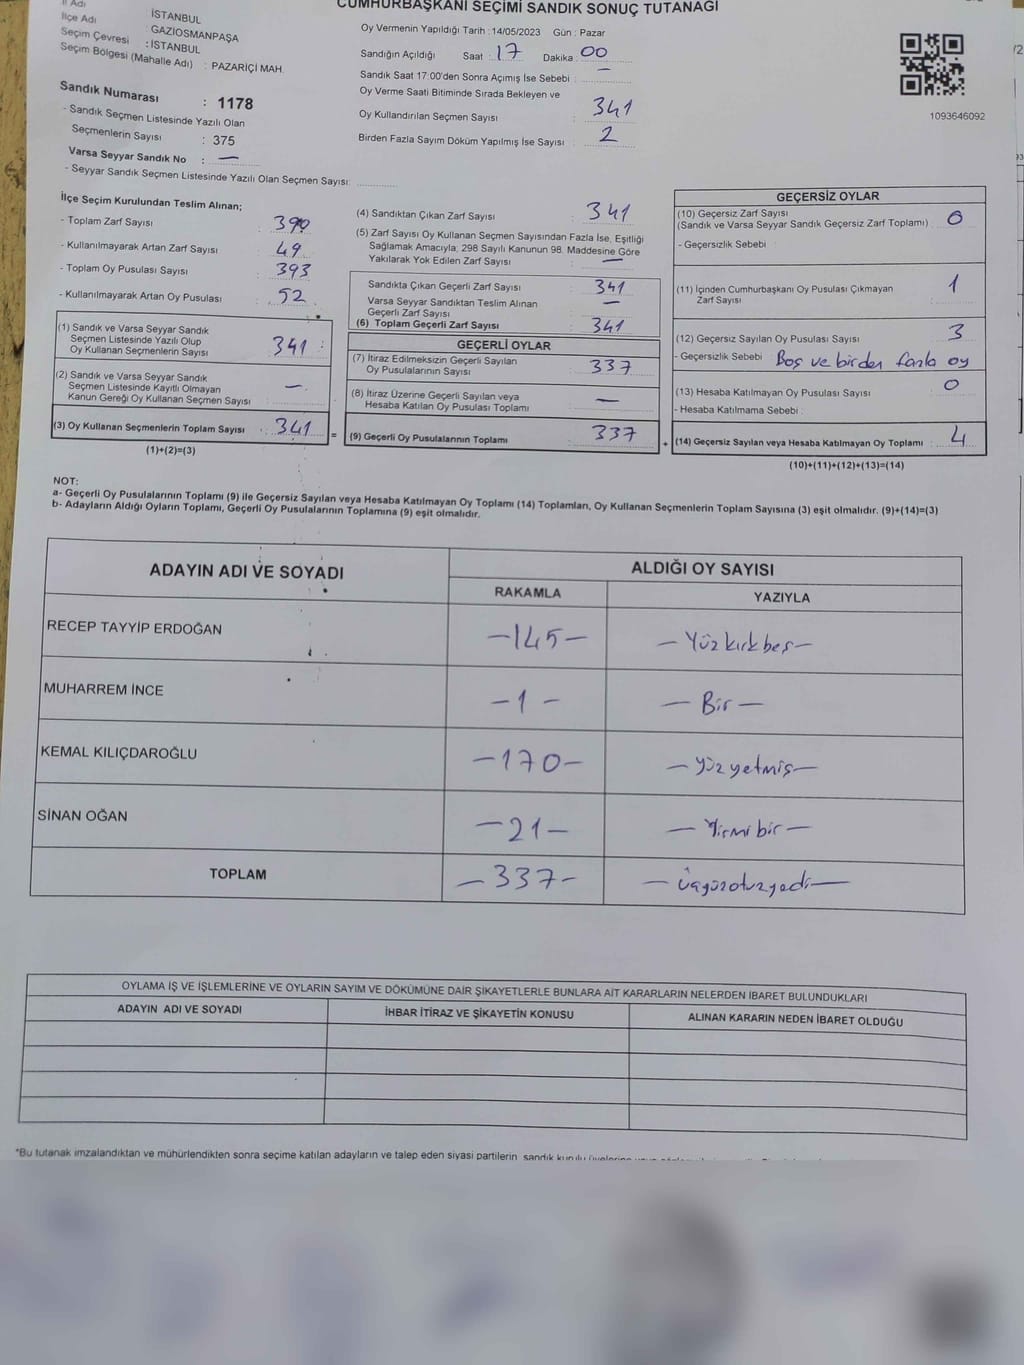 CUMHURBAŞKANI SEÇİMİ SANDIK SONUÇ TUTANAĞI
İl Adı İSTANBUL
İlçe Adı GAZİOSMANPAŞA
Seçim Çevresi : İSTANBUL
Seçim Bölgesi (Mahalle Adı) : PAZARİÇİ MAH.
Sandık Numarası : 1178
- Sandık Seçmen Listesinde Yazılı Olan
Seçmenlerin Sayısı : 375
Varsa Seyyar Sandık No : —
- Seyyar Sandık Seçmen Listesinde Yazılı Olan Seçmen Sayısı:
Oy Vermenin Yapıldığı Tarih : 14/05/2023 Gün : Pazar
Sandığın Açıldığı Saat 17 Dakika 00
Sandık Saat 17:00'den Sonra Açımış İse Sebebi : —
Oy Verme Saati Bitiminde Sırada Bekleyen ve
Oy Kullandırılan Seçmen Sayısı : 341
Birden Fazla Sayım Döküm Yapılmış İse Sayısı : 2
1093646092
İlçe Seçim Kurulundan Teslim Alınan;
- Toplam Zarf Sayısı : 390
- Kullanılmayarak Artan Zarf Sayısı : 49
- Toplam Oy Pusulası Sayısı : 393
- Kullanılmayarak Artan Oy Pusulası : 52
(1) Sandık ve Varsa Seyyar Sandık
Seçmen Listesinde Yazılı Olup
Oy Kullanan Seçmenlerin Sayısı : 341
(2) Sandık ve Varsa Seyyar Sandık
Seçmen Listesinde Kayıtlı Olmayan
Kanun Gereği Oy Kullanan Seçmen Sayısı : —
(3) Oy Kullanan Seçmenlerin Toplam Sayısı : 341
(1)+(2)=(3)
(4) Sandıktan Çıkan Zarf Sayısı : 341
(5) Zarf Sayısı Oy Kullanan Seçmen Sayısından Fazla İse, Eşitliği
Sağlamak Amacıyla; 298 Sayılı Kanunun 98. Maddesine Göre
Yakılarak Yok Edilen Zarf Sayısı : —
Sandıkta Çıkan Geçerli Zarf Sayısı : 341
Varsa Seyyar Sandıktan Teslim Alınan
Geçerli Zarf Sayısı : —
(6) Toplam Geçerli Zarf Sayısı : 341
GEÇERLİ OYLAR
(7) İtiraz Edilmeksizin Geçerli Sayılan
Oy Pusulalarının Sayısı : 337
(8) İtiraz Üzerine Geçerli Sayılan veya
Hesaba Katılan Oy Pusulası Toplamı : —
= (9) Geçerli Oy Pusulalarının Toplamı : 337
GEÇERSİZ OYLAR
(10) Geçersiz Zarf Sayısı
(Sandık ve Varsa Seyyar Sandık Geçersiz Zarf Toplamı) : 0
- Geçersizlik Sebebi :
(11) İçinden Cumhurbaşkanı Oy Pusulası Çıkmayan
Zarf Sayısı : 1
(12) Geçersiz Sayılan Oy Pusulası Sayısı : 3
- Geçersizlik Sebebi : Boş ve birden fazla oy
(13) Hesaba Katılmayan Oy Pusulası Sayısı : 0
- Hesaba Katılmama Sebebi :
+ (14) Geçersiz Sayılan veya Hesaba Katılmayan Oy Toplamı : 4
(10)+(11)+(12)+(13)=(14)
NOT:
a- Geçerli Oy Pusulalarının Toplamı (9) ile Geçersiz Sayılan veya Hesaba Katılmayan Oy Toplamı (14) Toplamları, Oy Kullanan Seçmenlerin Toplam Sayısına (3) eşit olmalıdır. (9)+(14)=(3)
b- Adayların Aldığı Oyların Toplamı, Geçerli Oy Pusulalarının Toplamına (9) eşit olmalıdır.
ADAYIN ADI VE SOYADI
ALDIĞI OY SAYISI
RAKAMLA YAZIYLA
RECEP TAYYİP ERDOĞAN —145— — Yüzkırkbeş —
MUHARREM İNCE —1— — Bir —
KEMAL KILIÇDAROĞLU —170— — yüzyetmiş —
SİNAN OĞAN —21— — Yirmibir —
TOPLAM —337— — üçyüzotuzyedi —
OYLAMA İŞ VE İŞLEMLERİNE VE OYLARIN SAYIM VE DÖKÜMÜNE DAİR ŞİKAYETLERLE BUNLARA AİT KARARLARIN NELERDEN İBARET BULUNDUKLARI
ADAYIN ADI VE SOYADI İHBAR İTİRAZ VE ŞİKAYETİN KONUSU ALINAN KARARIN NEDEN İBARET OLDUĞU
*Bu tutanak imzalandıktan ve mühürlendikten sonra seçime katılan adayların ve talep eden siyasi partilerin sandık kurulu